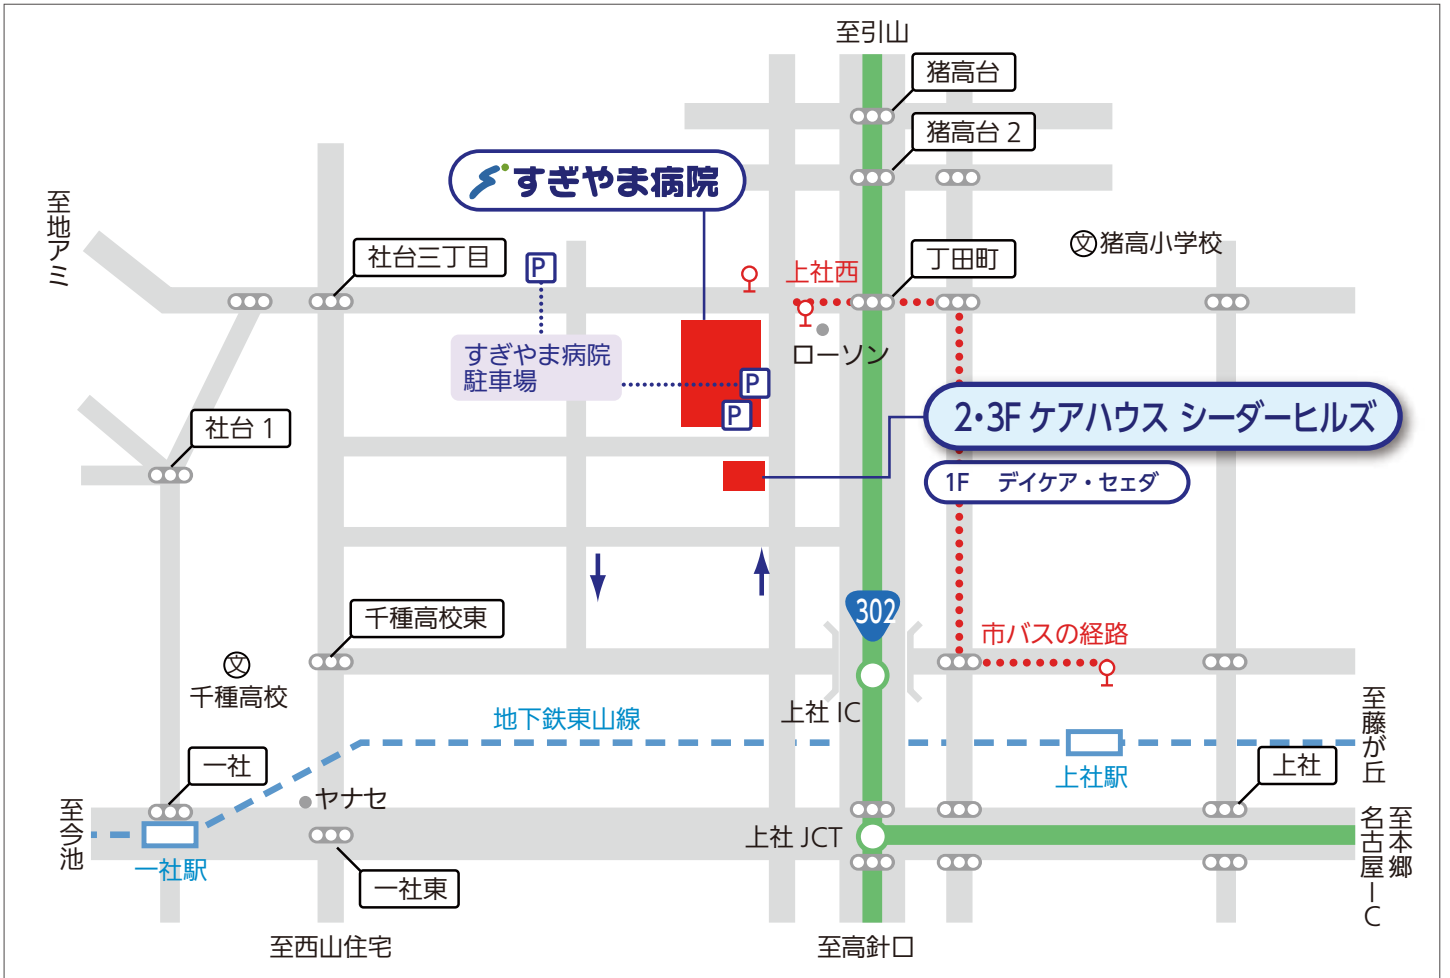 至引山
猪高台
猪高台 2
すぎやま病院
至地アミ
社台三丁目
P
上社西
丁田町
文
猪高小学校
ローソン
すぎやま病院
駐車場
P
P
2・3F ケアハウス シーダーヒルズ
社台 1
1F デイケア・セェダ
302
千種高校東
市バスの経路
文
千種高校
地下鉄東山線
上社 IC
至藤が丘
一社
上社駅
上社
至今池
ヤナセ
上社 JCT
至本郷
名古屋ーC
一社駅
一社東
至西山住宅
至高針口